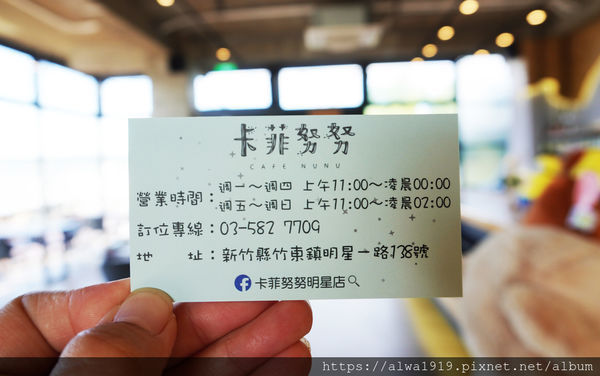 卡菲努努
CAFE NUNU
營業時間：週一～週四 上午11:00～凌晨00:00
週五～週日 上午11:00～凌晨02:00
訂位專線：03-582 7709
地　　址：新竹縣竹東鎮明星一路138號
卡菲努努明星店
https://alwa1919.pixnet.net/album